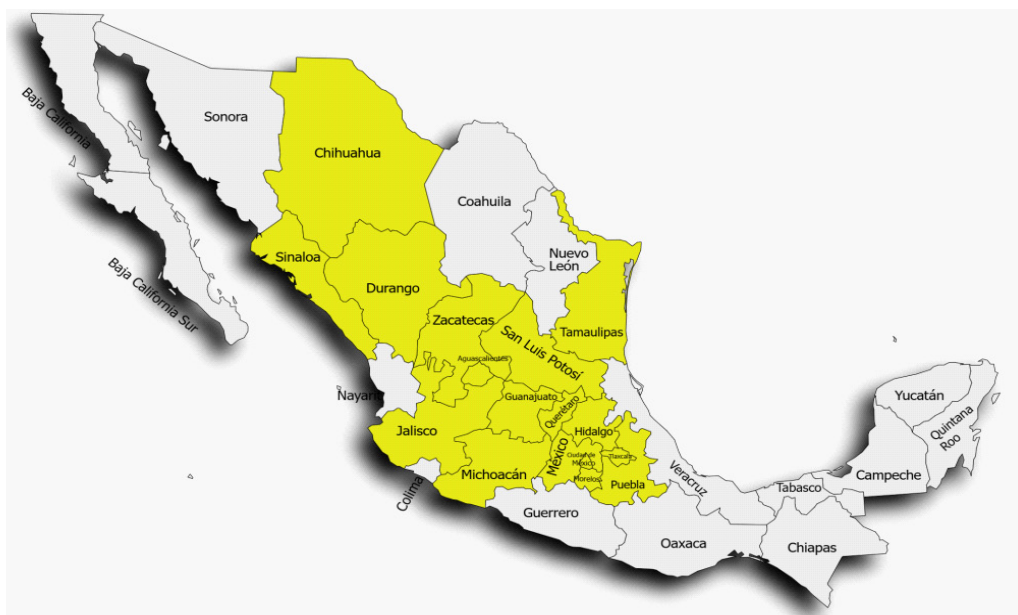 Baja California
Sonora
Chihuahua
Coahuila
Nuevo
León
Sinaloa
Durango
Baja California Sur
Zacatecas
San Luis Potosí
Tamaulipas
Aguascalientes
Nayarit
Guanajuato
Querétaro
Yucatán
Quintana
Roo
Jalisco
Hidalgo
México
Ciudad de
México
Tlaxcala
Michoacán
Morelos
Puebla
Colima
Veracruz
Campeche
Tabasco
Guerrero
Oaxaca
Chiapas